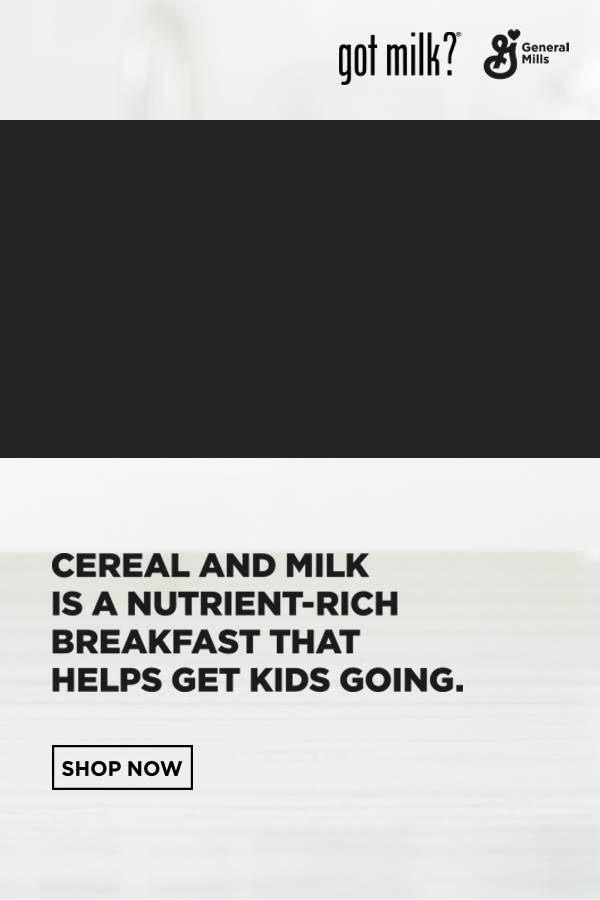 got milk?®
General
Mills
CEREAL AND MILK
IS A NUTRIENT-RICH
BREAKFAST THAT
HELPS GET KIDS GOING.
SHOP NOW